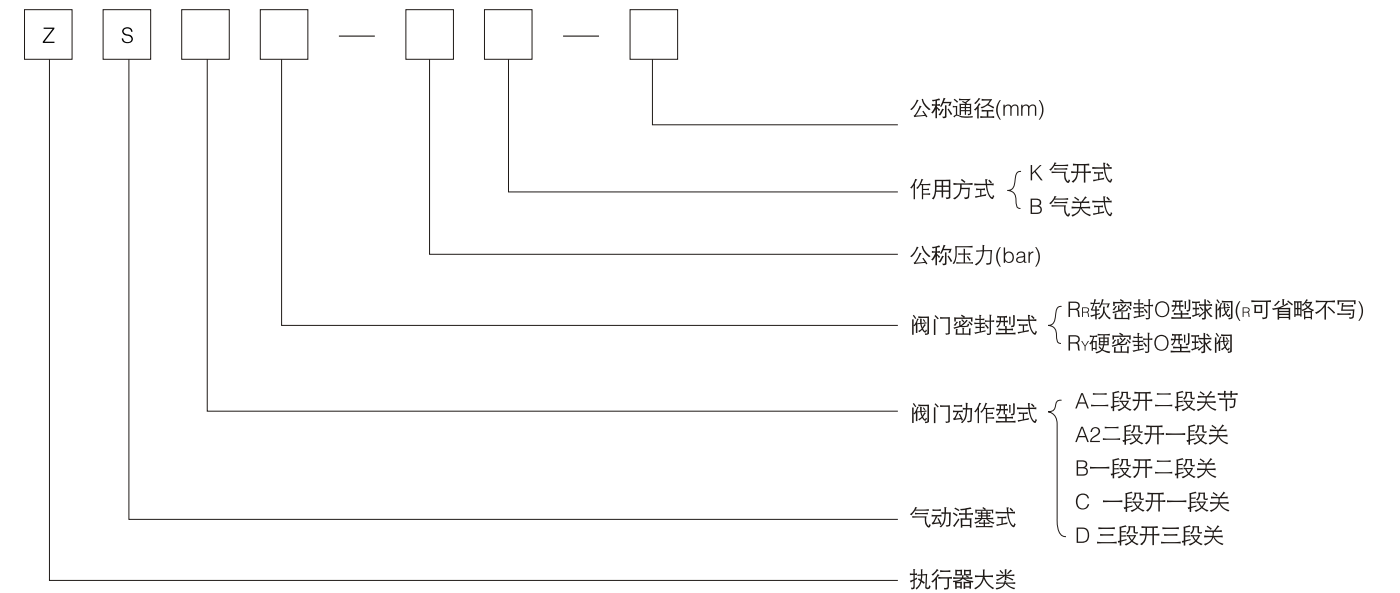 Z S — —
公称通径(mm)
作用方式
K 气开式
B 气关式
公称压力(bar)
阀门密封型式
RR软密封O型球阀(R可省略不写)
RY硬密封O型球阀
阀门动作型式
A二段开二段关节
A2二段开一段关
B一段开二段关
C 一段开一段关
D 三段开三段关
气动活塞式
执行器大类